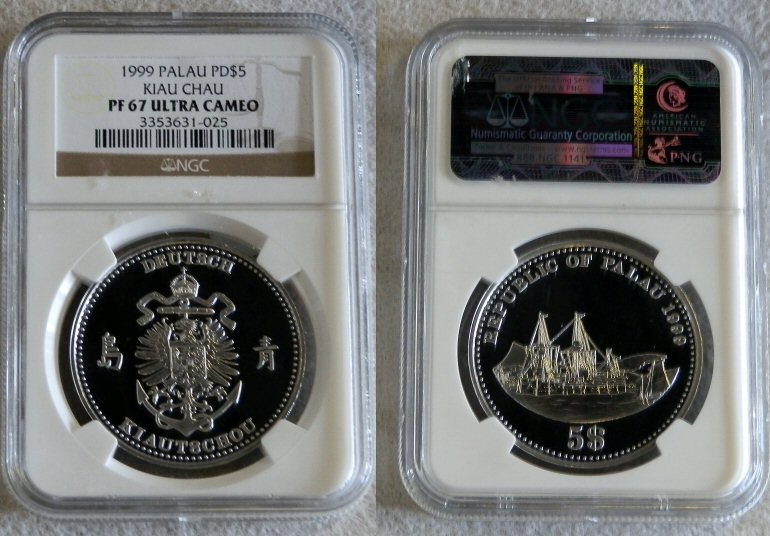 1999 PALAU PD$5
KIAU CHAU
PF 67 ULTRA CAMEO
3353631-025
NGC
DEUTSCH
島 青
KIAUTSCHOU
NGC
Numismatic Guaranty Corporation
AMERICAN
NUMISMATIC
ASSOCIATION
PNG
REPUBLIC OF PALAU 1999
5$